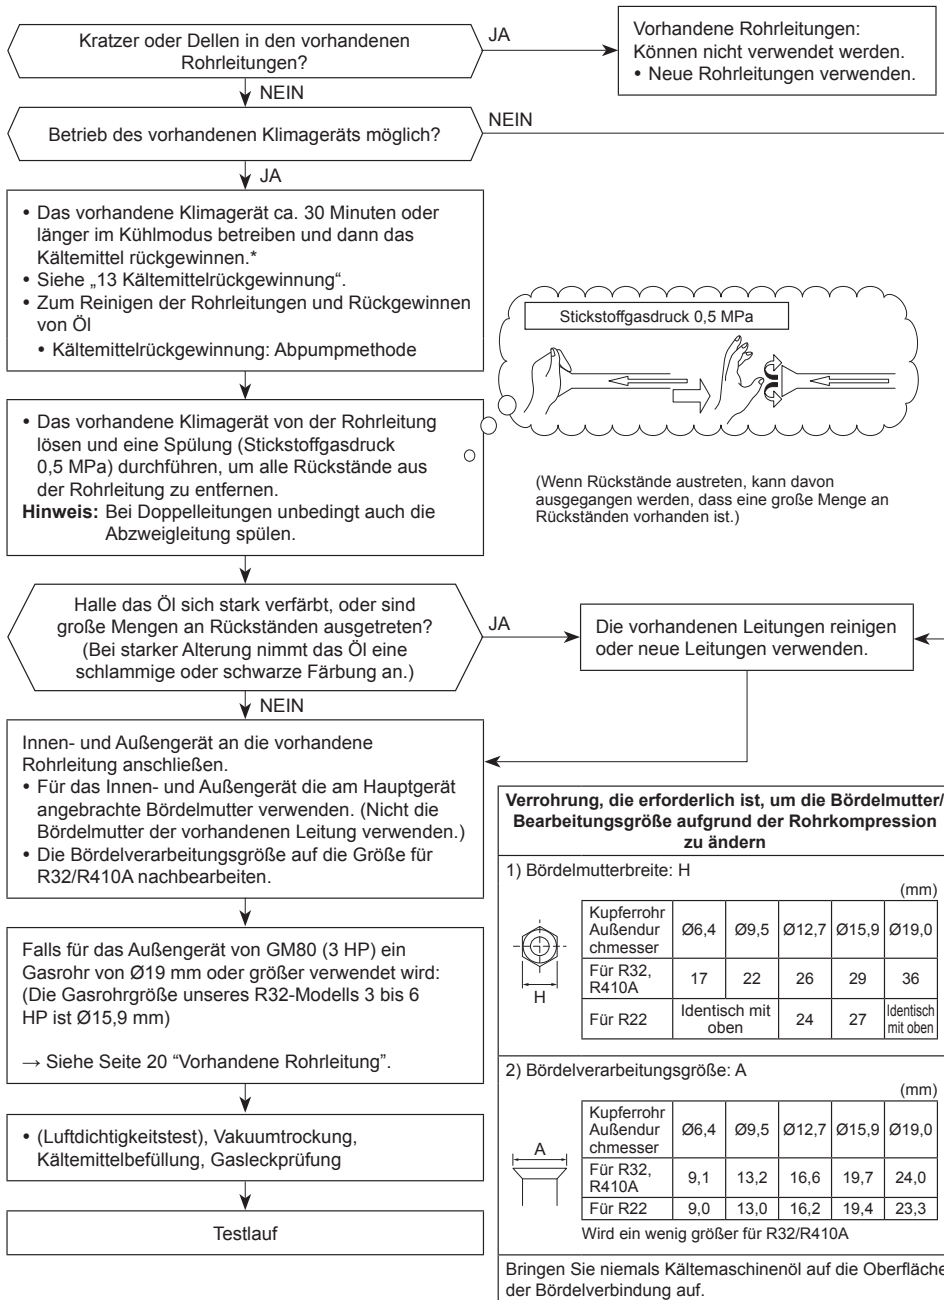 Kratzer oder Dellen in den vorhandenen
Rohrleitungen?
JA
Vorhandene Rohrleitungen:
Können nicht verwendet werden.
• Neue Rohrleitungen verwenden.
NEIN
Betrieb des vorhandenen Klimageräts möglich?
NEIN
JA
• Das vorhandene Klimagerät ca. 30 Minuten oder
länger im Kühlmodus betreiben und dann das
Kältemittel rückgewinnen.*
• Siehe „13 Kältemittelrückgewinnung“.
• Zum Reinigen der Rohrleitungen und Rückgewinnen
von Öl
• Kältemittelrückgewinnung: Abpumpmethode
Stickstoffgasdruck 0,5 MPa
• Das vorhandene Klimagerät von der Rohrleitung
lösen und eine Spülung (Stickstoffgasdruck
0,5 MPa) durchführen, um alle Rückstände aus
der Rohrleitung zu entfernen.
Hinweis: Bei Doppelleitungen unbedingt auch die
Abzweigleitung spülen.
(Wenn Rückstände austreten, kann davon
ausgegangen werden, dass eine große Menge an
Rückständen vorhanden ist.)
Halle das Öl sich stark verfärbt, oder sind
große Mengen an Rückständen ausgetreten?
(Bei starker Alterung nimmt das Öl eine
schlammige oder schwarze Färbung an.)
JA
Die vorhandenen Leitungen reinigen
oder neue Leitungen verwenden.
NEIN
Innen- und Außengerät an die vorhandene
Rohrleitung anschließen.
• Für das Innen- und Außengerät die am Hauptgerät
angebrachte Bördelmutter verwenden. (Nicht die
Bördelmutter der vorhandenen Leitung verwenden.)
• Die Bördelverarbeitungsgröße auf die Größe für
R32/R410A nachbearbeiten.
Falls für das Außengerät von GM80 (3 HP) ein
Gasrohr von Ø19 mm oder größer verwendet wird:
(Die Gasrohrgröße unseres R32-Modells 3 bis 6
HP ist Ø15,9 mm)
→ Siehe Seite 20 “Vorhandene Rohrleitung”.
• (Luftdichtigkeitstest), Vakuumtrockung,
Kältemittelbefüllung, Gasleckprüfung
Testlauf
Verrohrung, die erforderlich ist, um die Bördelmutter/
Bearbeitungsgröße aufgrund der Rohrkompression
zu ändern
1) Bördelmutterbreite: H
(mm)
H
Kupferrohr
Außendur
chmesser
Ø6,4 Ø9,5 Ø12,7 Ø15,9 Ø19,0
Für R32,
R410A
17 22 26 29 36
Für R22
Identisch mit
oben
24 27
Identisch
mit oben
2) Bördelverarbeitungsgröße: A
(mm)
A
Kupferrohr
Außendur
chmesser
Ø6,4 Ø9,5 Ø12,7 Ø15,9 Ø19,0
Für R32,
R410A
9,1 13,2 16,6 19,7 24,0
Für R22 9,0 13,0 16,2 19,4 23,3
Wird ein wenig größer für R32/R410A
Bringen Sie niemals Kältemaschinenöl auf die Oberfläche
der Bördelverbindung auf.